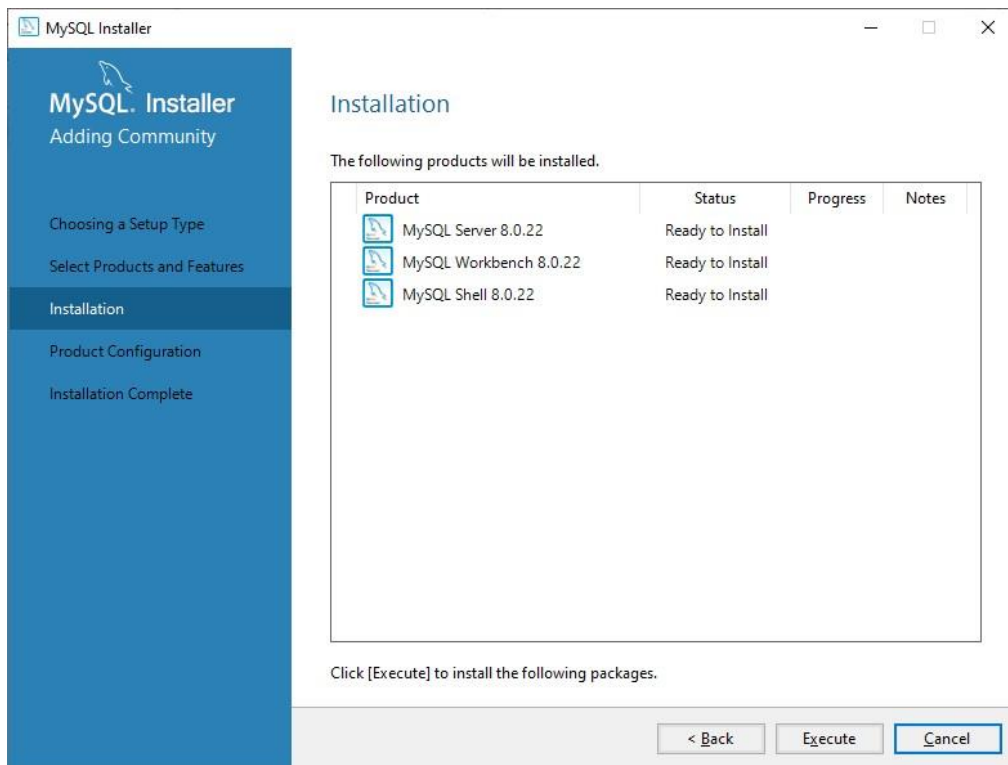 MySQL Installer
MySQL. Installer
Adding Community
Choosing a Setup Type
Select Products and Features
Installation
Product Configuration
Installation Complete
Installation
The following products will be installed.
Product Status Progress Notes
MySQL Server 8.0.22 Ready to Install
MySQL Workbench 8.0.22 Ready to Install
MySQL Shell 8.0.22 Ready to Install
Click [Execute] to install the following packages.
< Back Execute Cancel